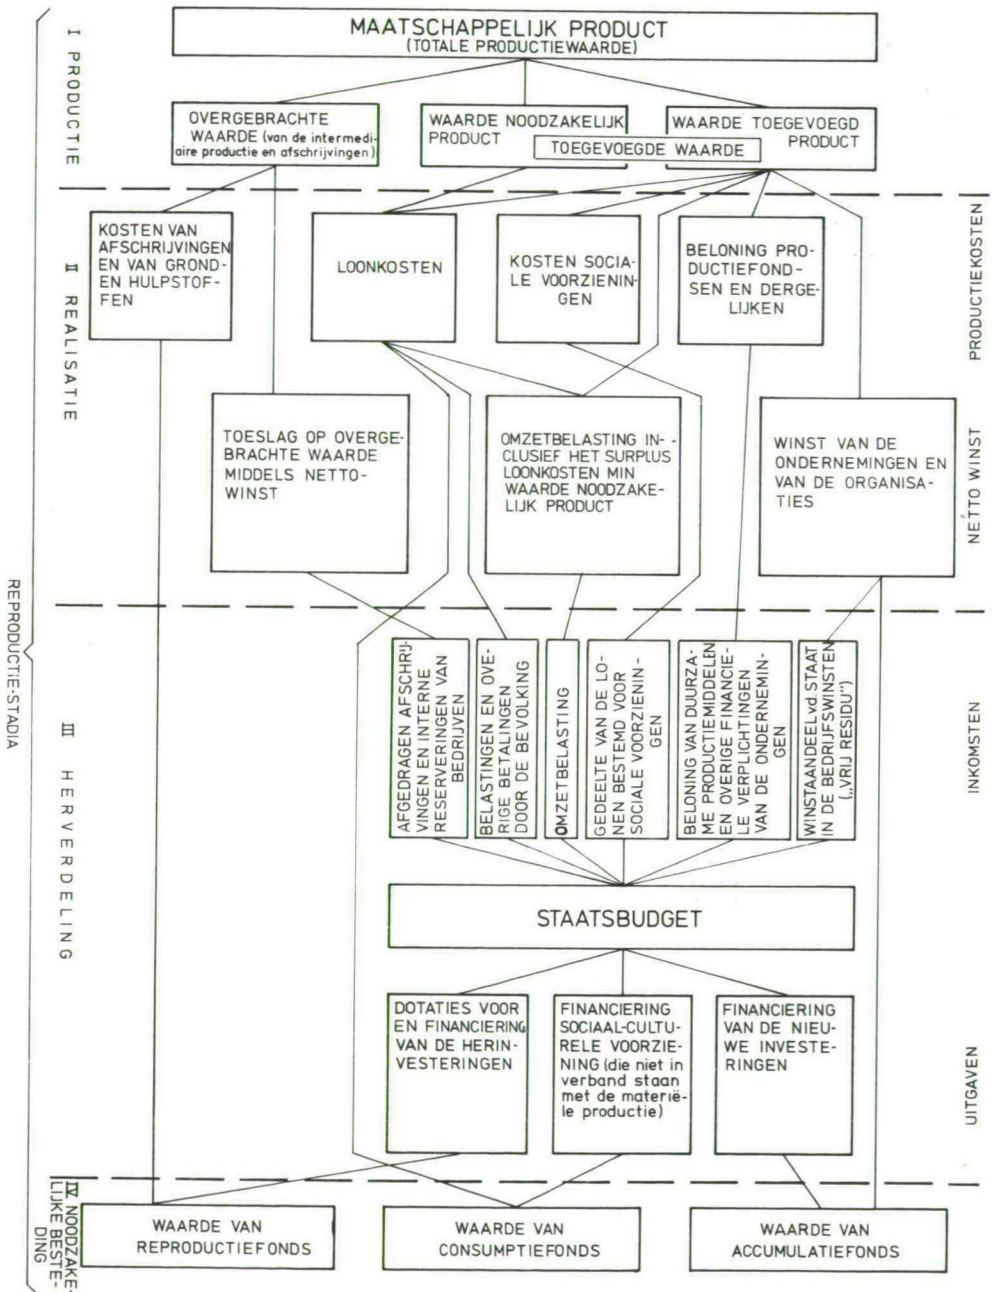 MAATSCHAPPELIJK PRODUCT
(TOTALE PRODUCTIEWAARDE)
I PRODUCTIE
OVERGEBRACHTE
WAARDE (van de intermedi-
aire productie en afschrijvingen)
WAARDE NOODZAKELIJK
PRODUCT
WAARDE TOEGEVOEGD
PRODUCT
TOEGEVOEGDE WAARDE
II REALISATIE
PRODUCTIEKOSTEN
KOSTEN VAN
AFSCHRIJVINGEN
EN VAN GROND-
EN HULPSTOF-
FEN
LOONKOSTEN
KOSTEN SOCIA-
LE VOORZIENIN-
GEN
BELONING PRO-
DUCTIEFOND-
SEN EN DERGE-
LIJKEN
NETTO WINST
TOESLAG OP OVERGE-
BRACHTE WAARDE
MIDDELS NETTO-
WINST
OMZETBELASTING IN-
CLUSIEF HET SURPLUS
LOONKOSTEN MIN
WAARDE NOODZAKE-
LIJK PRODUCT
WINST VAN DE
ONDERNEMINGEN EN
VAN DE ORGANISA-
TIES
REPRODUCTIE-STADIA
III HERVERDELING
INKOMSTEN
AFGEDRAGEN AFSCHRIJ-
VINGEN EN INTERNE
RESERVERINGEN VAN
BEDRIJVEN
BELASTINGEN EN OVE-
RIGE BETALINGEN
DOOR DE BEVOLKING
OMZETBELASTING
GEDEELTE VAN DE LO-
NEN BESTEMD VOOR
SOCIALE VOORZIENIN-
GEN
BELONING VAN DUURZA-
ME PRODUCTIEMIDDELEN
EN OVERIGE FINANCIE-
LE VERPLICHTINGEN
VAN DE ONDERNEMIN-
GEN
WINSTAANDEEL vd. STAAT
IN DE BEDRIJFSWINSTEN
(„VRIJ RESIDU")
STAATSBUDGET
UITGAVEN
DOTATIES VOOR
EN FINANCIERING
VAN DE HERIN-
VESTERINGEN
FINANCIERING
SOCIAAL-CULTU-
RELE VOORZIE-
NING (die niet in
verband staan
met de materië-
le productie)
FINANCIERING
VAN DE NIEU-
WE INVESTE-
RINGEN
IV NOODZAKE-
LIJKE BESTE-
DING
WAARDE VAN
REPRODUCTIEFONDS
WAARDE VAN
CONSUMPTIEFONDS
WAARDE VAN
ACCUMULATIEFONDS